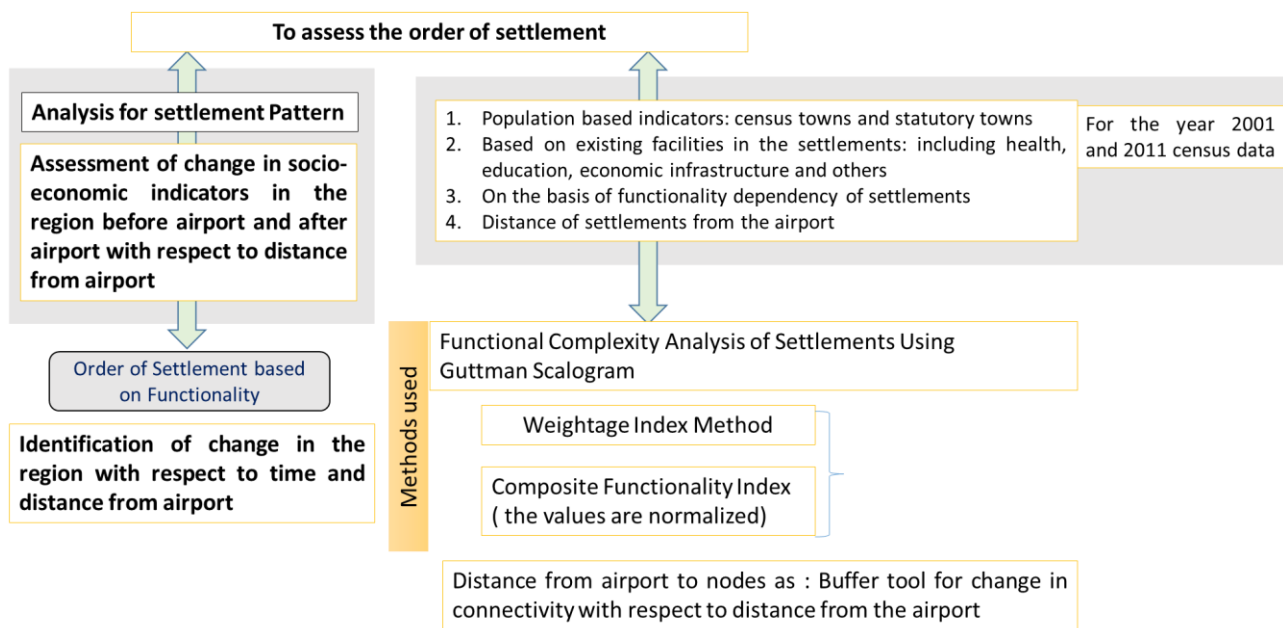 To assess the order of settlement
Analysis for settlement Pattern
Assessment of change in socio-
economic indicators in the
region before airport and after
airport with respect to distance
from airport
Order of Settlement based
on Functionality
Identification of change in the
region with respect to time and
distance from airport
1. Population based indicators: census towns and statutory towns
2. Based on existing facilities in the settlements: including health,
education, economic infrastructure and others
3. On the basis of functionality dependency of settlements
4. Distance of settlements from the airport
For the year 2001
and 2011 census data
Methods used
Functional Complexity Analysis of Settlements Using
Guttman Scalogram
Weightage Index Method
Composite Functionality Index
( the values are normalized)
Distance from airport to nodes as : Buffer tool for change in
connectivity with respect to distance from the airport